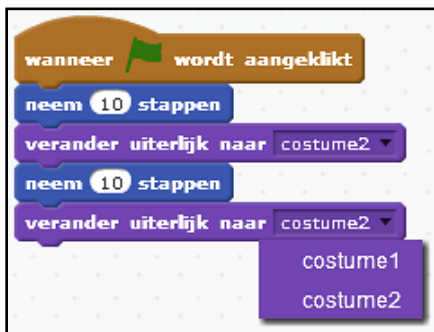 wanneer wordt aangeklikt
neem 10 stappen
verander uiterlijk naar costume2
neem 10 stappen
verander uiterlijk naar costume2
costume1
costume2